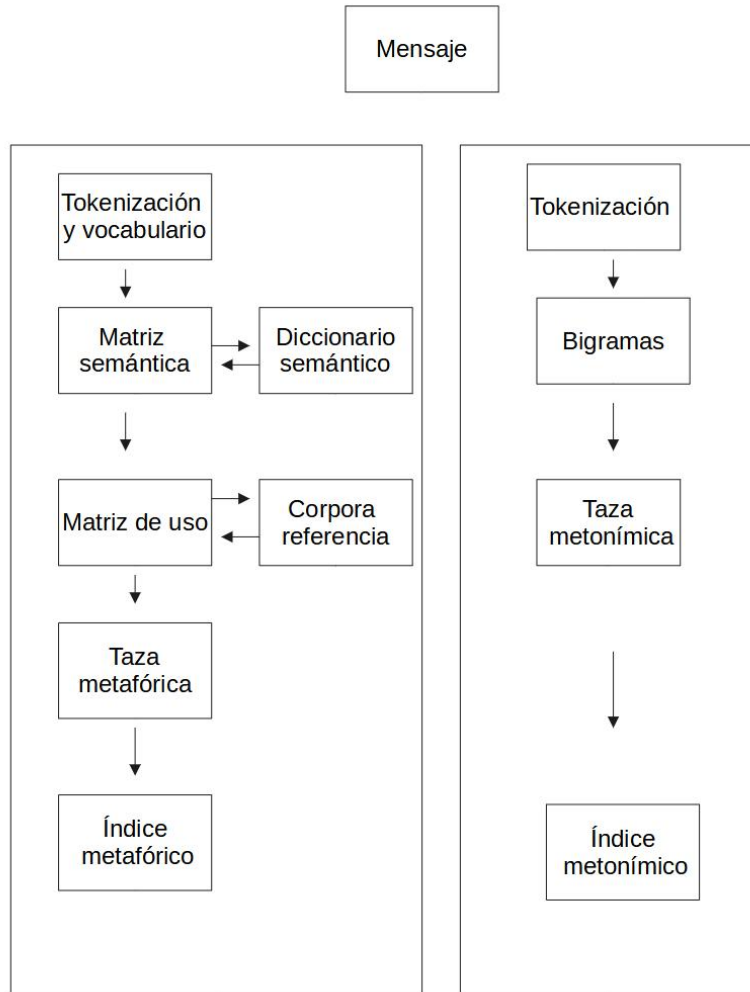 Mensaje
Tokenización
y vocabulario
Matriz
semántica
Diccionario
semántico
Matriz de uso
Corpora
referencia
Taza
metafórica
Índice
metafórico
Tokenización
Bigramas
Taza
metonímica
Índice
metonímico